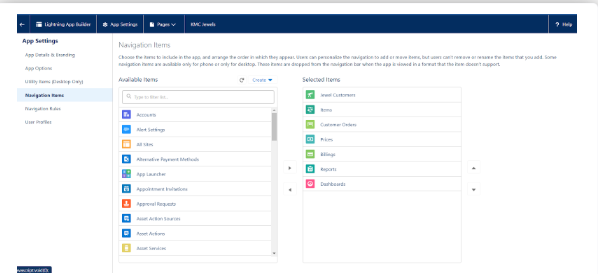 Lightning App Builder
App Settings
Pages
BMC Jewels
? Help
App Settings
App Details & Branding
App Options
Utility Items (Desktop Only)
Navigation Items
Navigation Rules
User Profiles
Navigation Items
Choose the items to include in the app, and arrange the order in which they appear. Users can personalize the navigation to add or move items, but users can't remove or rename the items that you add. Some
navigation items are available only for phone or only for desktop. These items are dropped from the navigation bar when the app is viewed in a format that the item doesn't support.
Available Items
Create
Type to filter list...
Accounts
Alert Settings
All Sites
Alternative Payment Methods
App Launcher
Appointment Invitations
Approval Requests
Asset Action Sources
Asset Actions
Asset Services
Selected Items
Jewel Customers
Items
Customer Orders
Prices
Billings
Reports
Dashboards